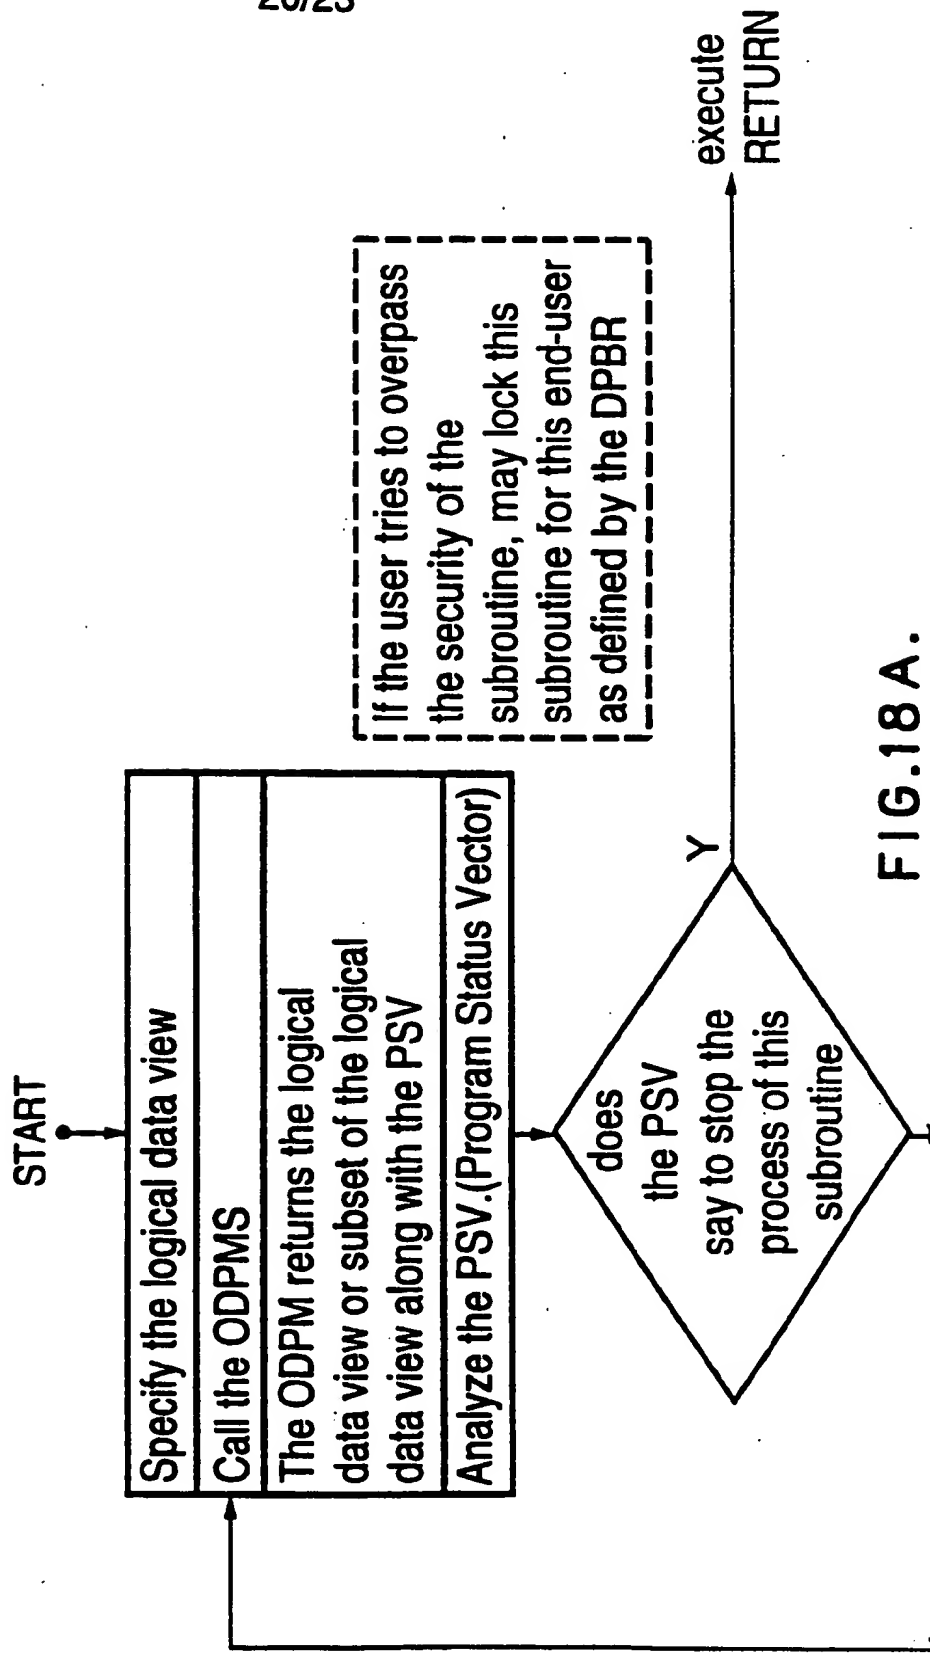 20/23
START
Specify the logical data view
Call the ODPMS
The ODPM returns the logical
data view or subset of the logical
data view along with the PSV
Analyze the PSV.(Program Status Vector)
does
the PSV
say to stop the
process of this
subroutine
Y
If the user tries to overpass
the security of the
subroutine, may lock this
subroutine for this end-user
as defined by the DPBR
execute
RETURN
FIG.18A.